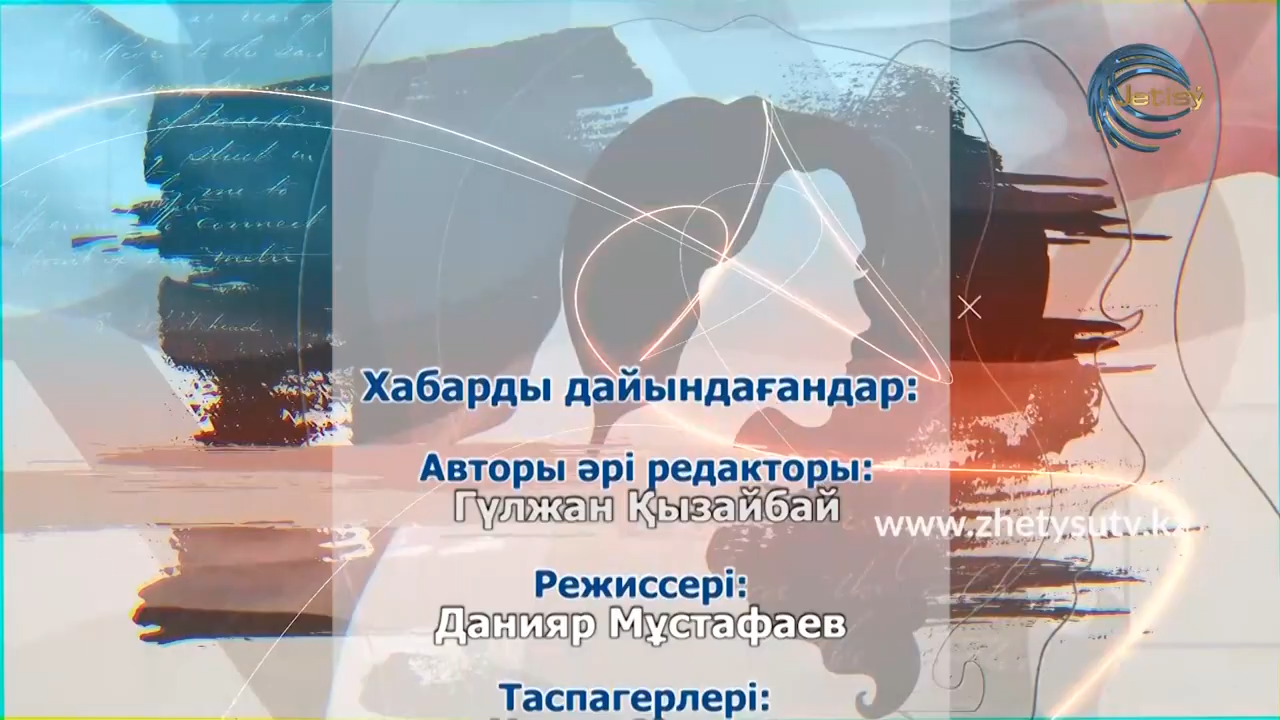 Jetisý
Хабарды дайындағандар:
Авторы әрі редакторы:
Гүлжан Қызайбай
www.zhetysutv.kz
Режиссері:
Данияр Мұстафаев
Таспагерлері: